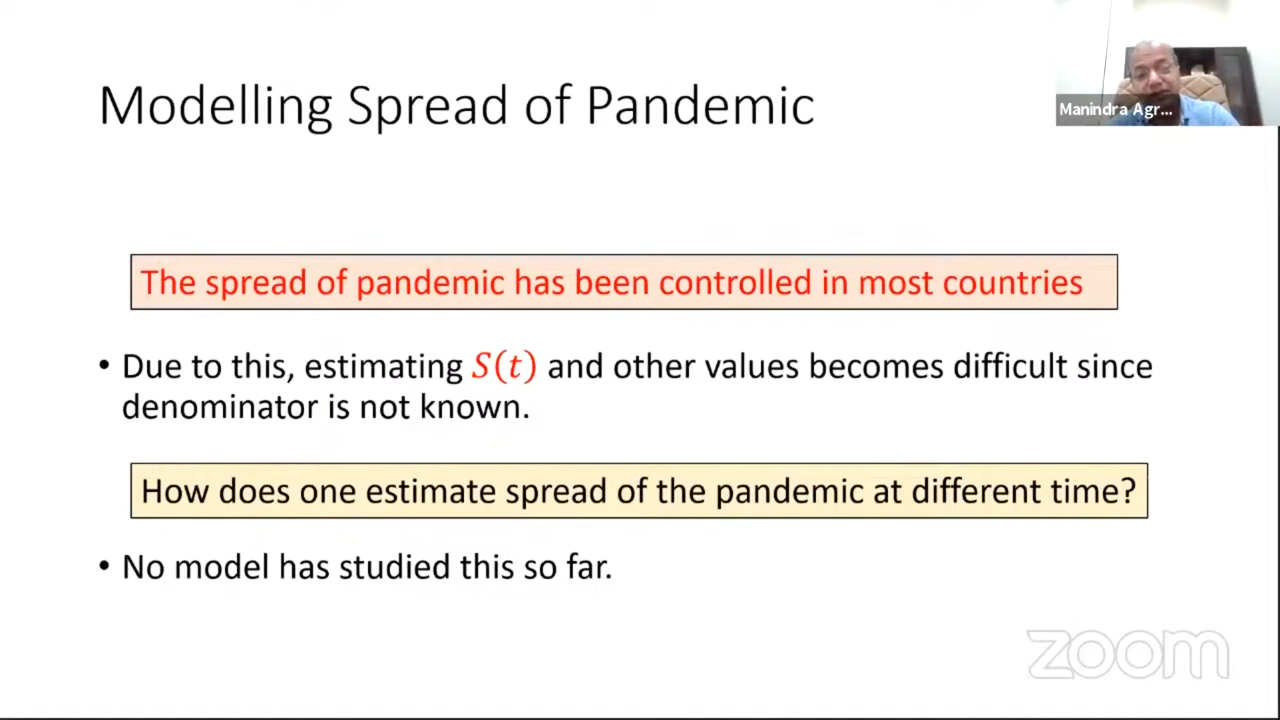 Modelling Spread of Pandemic
Manindra Agr...
The spread of pandemic has been controlled in most countries
• Due to this, estimating S(t) and other values becomes difficult since
denominator is not known.
How does one estimate spread of the pandemic at different time?
• No model has studied this so far.
zoom